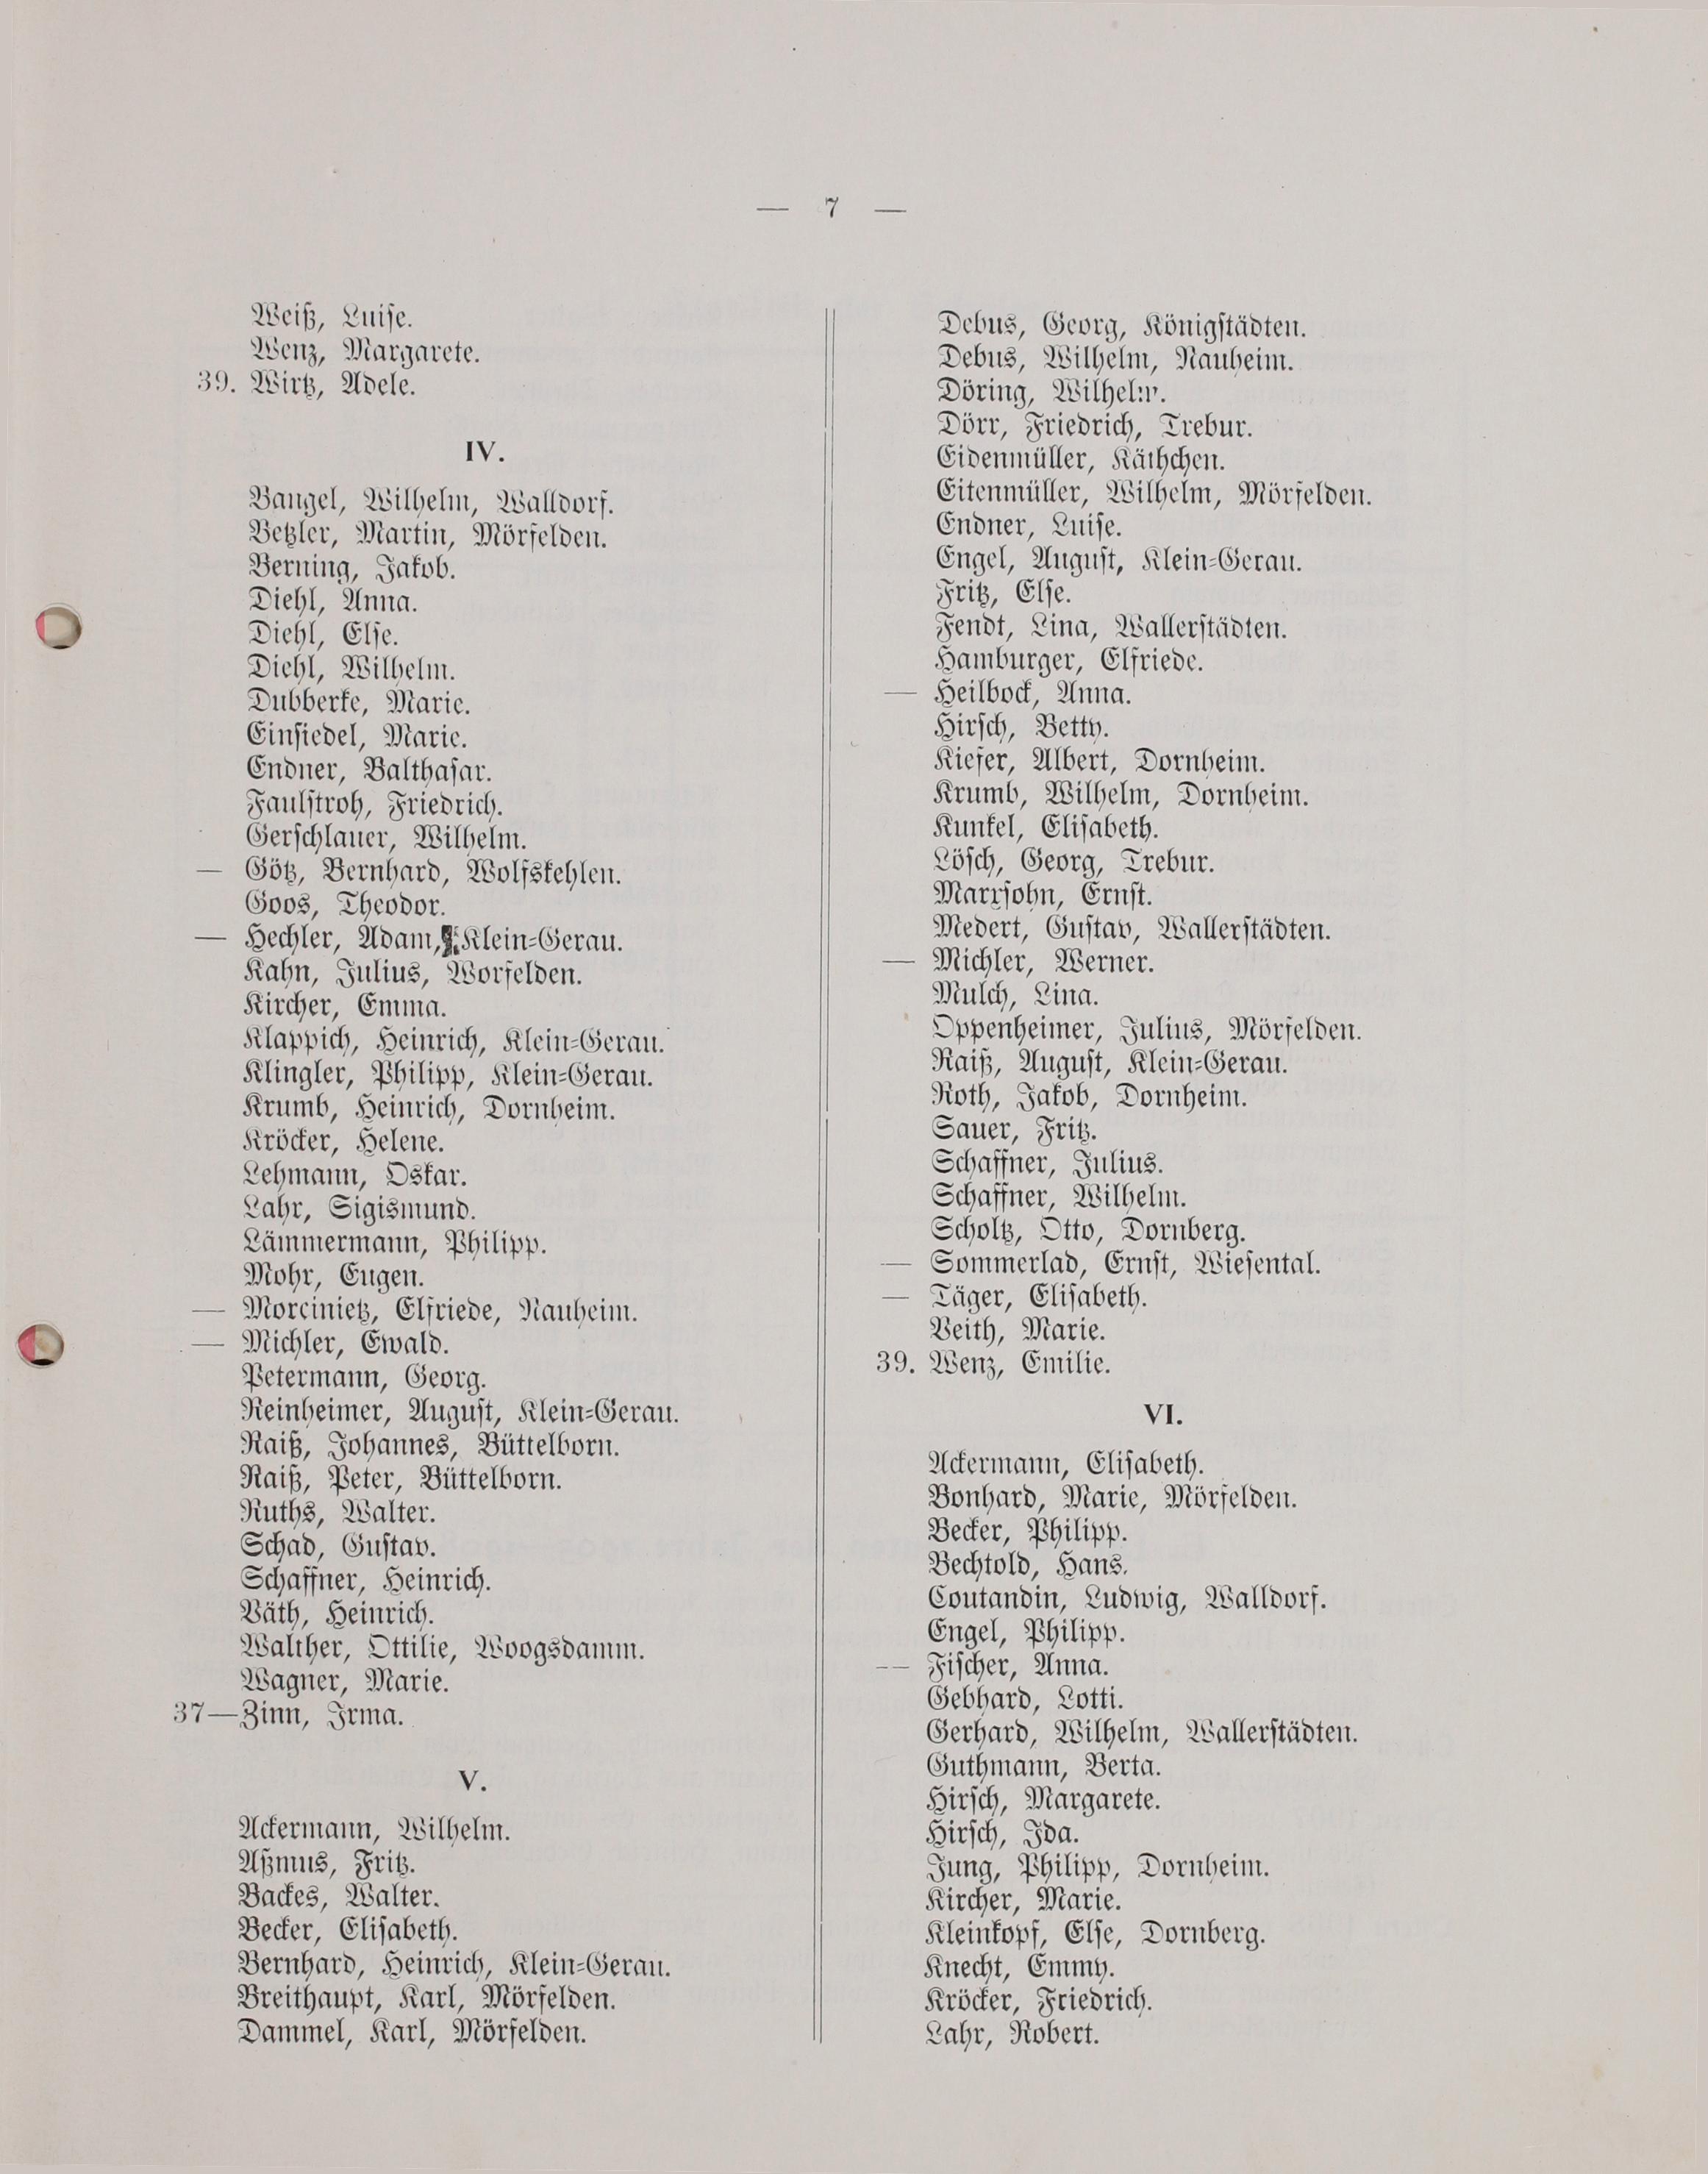 — 7 —
Weiß, Luise.
Wenz, Margarete.
39. Wirtz, Adele.
IV.
Bangel, Wilhelm, Walldorf.
Betzler, Martin, Mörfelden.
Berning, Jakob.
Diehl, Anna.
Diehl, Else.
Diehl, Wilhelm.
Dubberke, Marie.
Einsiedel, Marie.
Endner, Balthasar.
Faulstroh, Friedrich.
Gerschlauer, Wilhelm.
— Götz, Bernhard, Wolfskehlen.
Goos, Theodor.
— Hechler, Adam, Klein-Gerau.
Kahn, Julius, Worfelden.
Kircher, Emma.
Klappich, Heinrich, Klein-Gerau.
Klingler, Philipp, Klein-Gerau.
Krumb, Heinrich, Dornheim.
Kröcker, Helene.
Lehmann, Oskar.
Lahr, Sigismund.
Lämmermann, Philipp.
Mohr, Eugen.
— Morcinietz, Elfriede, Nauheim.
— Michler, Ewald.
Petermann, Georg.
Reinheimer, August, Klein-Gerau.
Raiß, Johannes, Büttelborn.
Raiß, Peter, Büttelborn.
Ruths, Walter.
Schad, Gustav.
Schaffner, Heinrich.
Väth, Heinrich.
Walther, Ottilie, Woogsdamm.
Wagner, Marie.
37— Zinn, Irma.
V.
Ackermann, Wilhelm.
Aßmus, Fritz.
Backes, Walter.
Becker, Elisabeth.
Bernhard, Heinrich, Klein-Gerau.
Breithaupt, Karl, Mörfelden.
Dammel, Karl, Mörfelden.
Debus, Georg, Königstädten.
Debus, Wilhelm, Nauheim.
Döring, Wilhelm.
Dörr, Friedrich, Trebur.
Eidenmüller, Käthchen.
Eitenmüller, Wilhelm, Mörfelden.
Endner, Luise.
Engel, August, Klein-Gerau.
Fritz, Else.
Fendt, Lina, Wallerstädten.
Hamburger, Elfriede.
— Heilbock, Anna.
Hirsch, Betty.
Kiefer, Albert, Dornheim.
Krumb, Wilhelm, Dornheim.
Kunkel, Elisabeth.
Lösch, Georg, Trebur.
Marxsohn, Ernst.
Medert, Gustav, Wallerstädten.
— Michler, Werner.
Mulch, Lina.
Oppenheimer, Julius, Mörfelden.
Raiß, August, Klein-Gerau.
Roth, Jakob, Dornheim.
Sauer, Fritz.
Schaffner, Julius.
Schaffner, Wilhelm.
Scholtz, Otto, Dornberg.
— Sommerlad, Ernst, Wiesental.
— Täger, Elisabeth.
Veith, Marie.
39. Wenz, Emilie.
VI.
Ackermann, Elisabeth.
Bonhard, Marie, Mörfelden.
Becker, Philipp.
Bechtold, Hans.
Coutandin, Ludwig, Walldorf.
Engel, Philipp.
— Fischer, Anna.
Gebhard, Lotti.
Gerhard, Wilhelm, Wallerstädten.
Guthmann, Berta.
Hirsch, Margarete.
Hirsch, Ida.
Jung, Philipp, Dornheim.
Kircher, Marie.
Kleinkopf, Else, Dornberg.
Knecht, Emmy.
Kröcker, Friedrich.
Lahr, Robert.